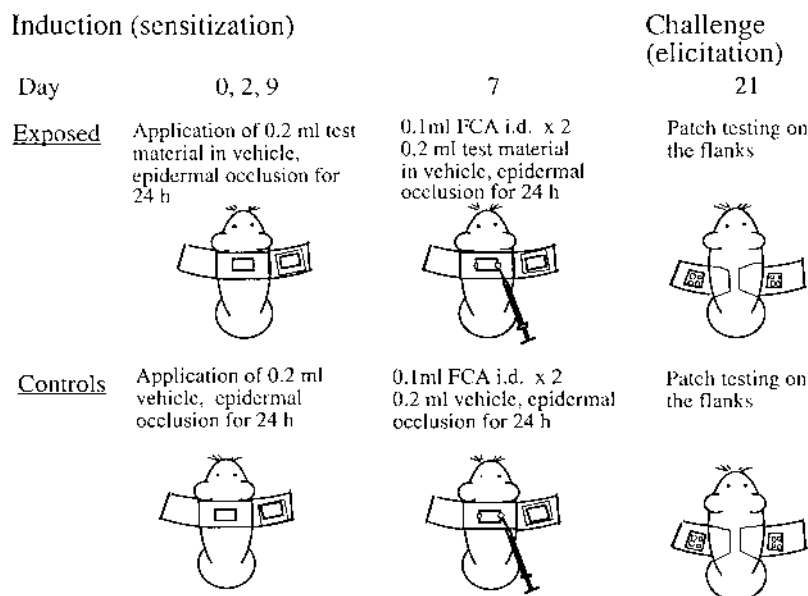 Induction (sensitization)
Challenge
(elicitation)
Day
0, 2, 9
7
21
Exposed
Application of 0.2 ml test
material in vehicle,
epidermal occlusion for
24 h
0.1ml FCA i.d. x 2
0.2 ml test material
in vehicle, epidermal
occlusion for 24 h
Patch testing on
the flanks
Controls
Application of 0.2 ml
vehicle, epidermal
occlusion for 24 h
0.1ml FCA i.d. x 2
0.2 ml vehicle, epidermal
occlusion for 24 h
Patch testing on
the flanks